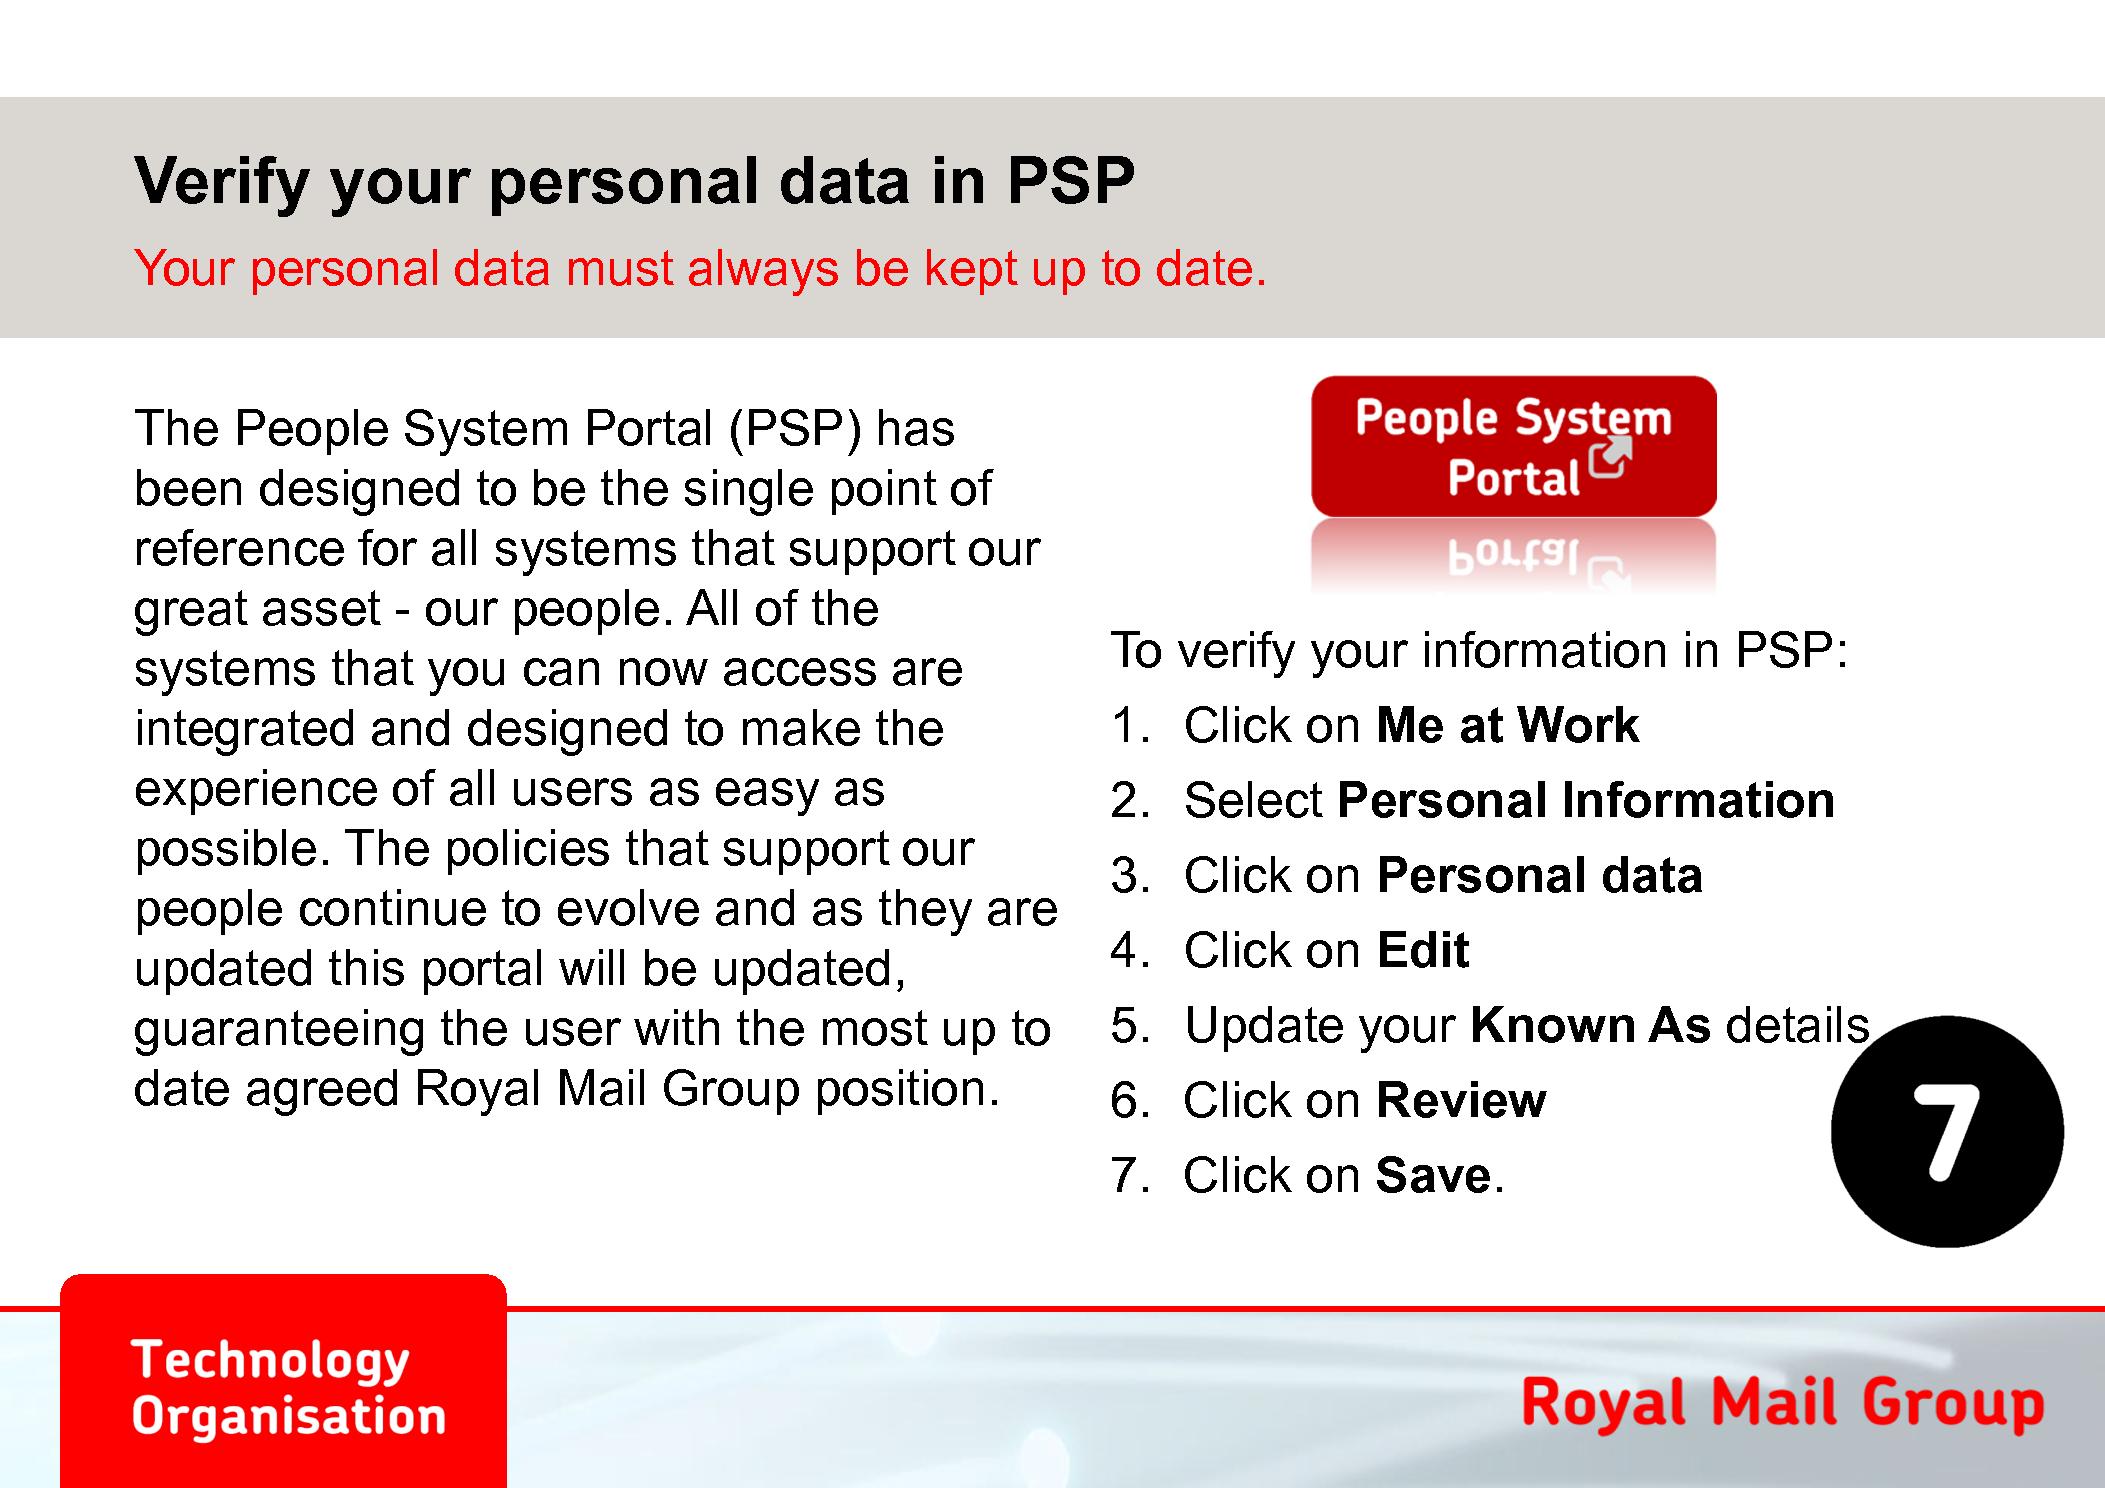 Verify your personal data in PSP
Your personal data must always be kept up to date.
The People System Portal (PSP) has
been designed to be the single point of
reference for all systems that support our
great asset - our people. All of the
systems that you can now access are
integrated and designed to make the
experience of all users as easy as
possible. The policies that support our
people continue to evolve and as they are
updated this portal will be updated,
guaranteeing the user with the most up to
date agreed Royal Mail Group position.
People System
Portal
To verify your information in PSP:
1. Click on Me at Work
2. Select Personal Information
3. Click on Personal data
4. Click on Edit
5. Update your Known As details
6. Click on Review
7. Click on Save.
7
Technology
Organisation
Royal Mail Group